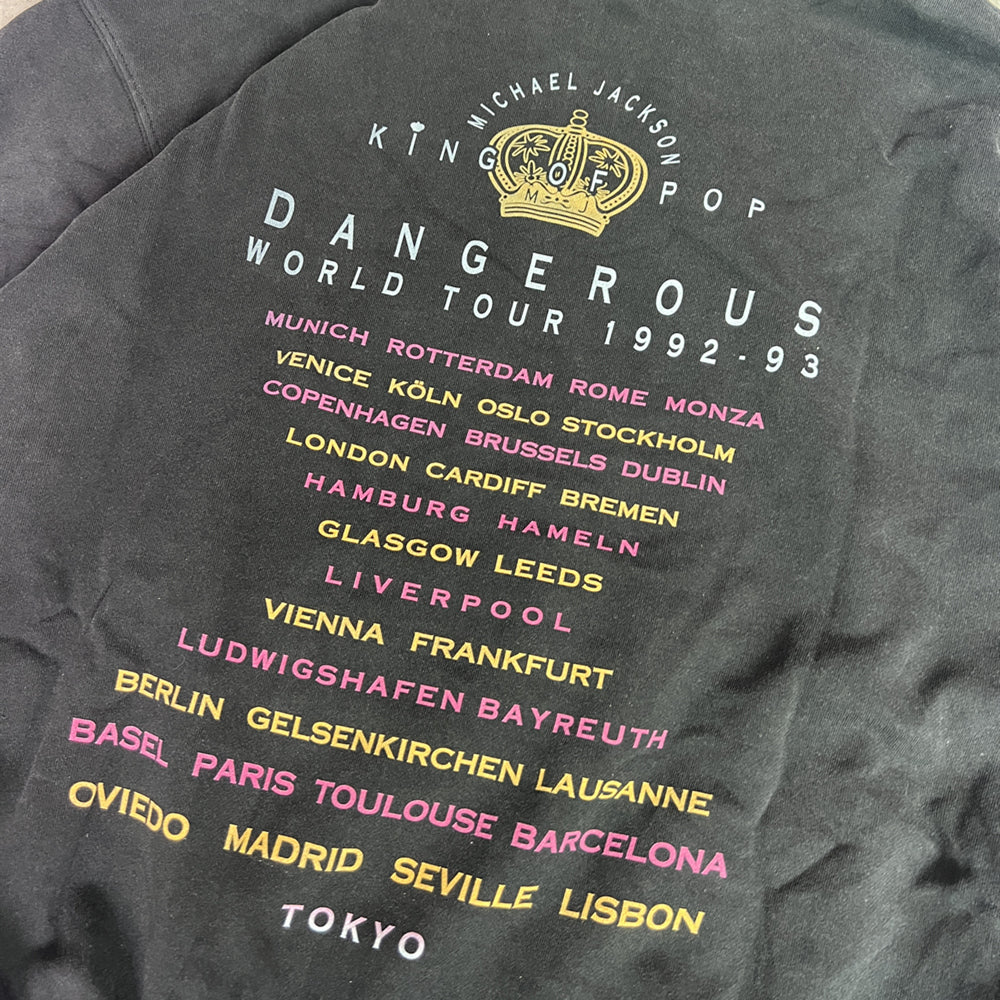 MICHAEL JACKSON
KING OF POP
M J
DANGEROUS
WORLD TOUR 1992-93
MUNICH ROTTERDAM ROME MONZA
VENICE KÖLN OSLO STOCKHOLM
COPENHAGEN BRUSSELS DUBLIN
LONDON CARDIFF BREMEN
HAMBURG HAMELN
GLASGOW LEEDS
LIVERPOOL
VIENNA FRANKFURT
LUDWIGSHAFEN BAYREUTH
BERLIN GELSENKIRCHEN LAUSANNE
BASEL PARIS TOULOUSE BARCELONA
OVIEDO MADRID SEVILLE LISBON
TOKYO